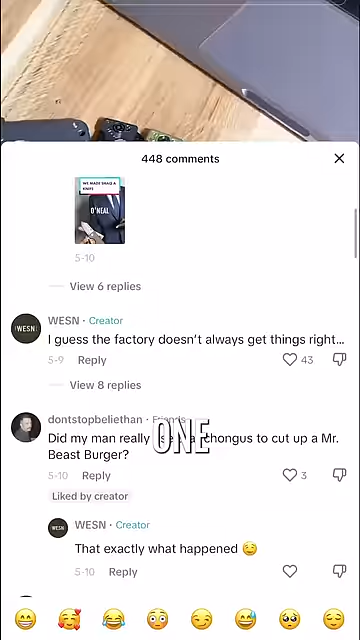 448 comments
WE MADE SHAQ A
KNIFE
O'NEAL
5-10
View 6 replies
WESN
WESN · Creator
I guess the factory doesn't always get things right...
5-9 Reply
43
View 8 replies
dontstopbeliethan · Friends
Did my man really chongus to cut up a Mr.
Beast Burger?
ONE
5-10 Reply
3
Liked by creator
WESN
WESN · Creator
That exactly what happened 😉
5-10 Reply
😁 🥰 😂 😳 😏 😅 🥺 😌